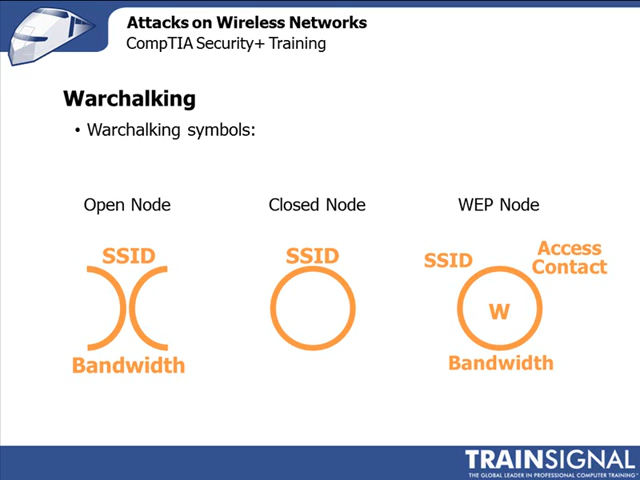 Attacks on Wireless Networks
CompTIA Security+ Training
Warchalking
• Warchalking symbols:
Open Node
Closed Node
WEP Node
SSID
Bandwidth
SSID
SSID
Access
Contact
W
Bandwidth
TRAINSIGNAL
THE GLOBAL LEADER IN PROFESSIONAL COMPUTER TRAINING